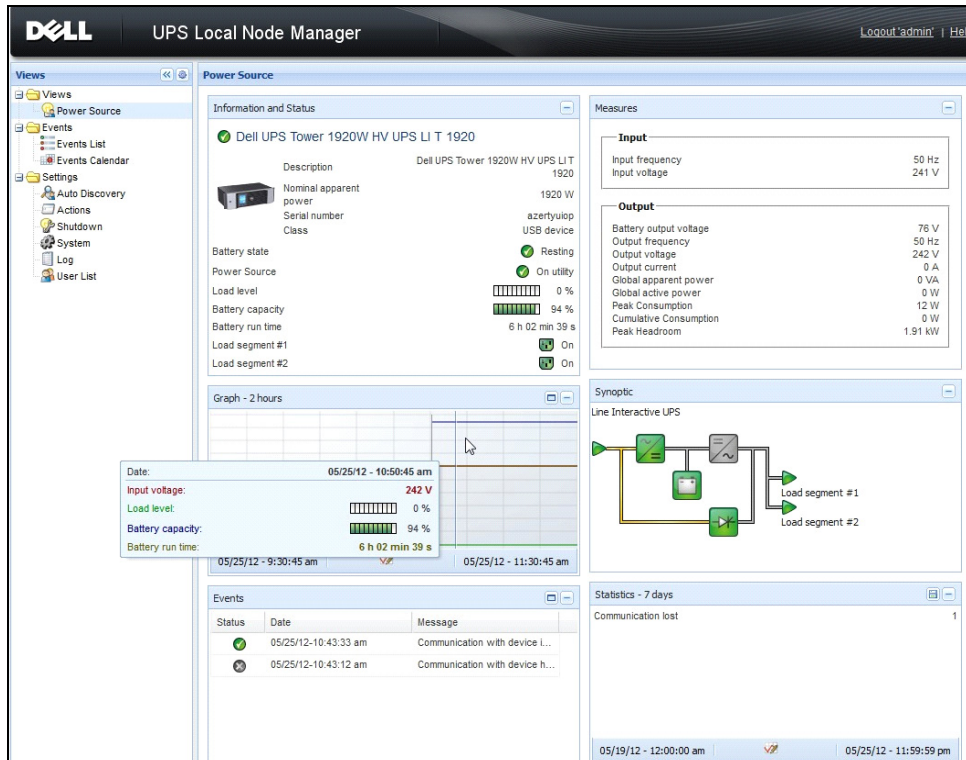 DELL UPS Local Node Manager
Logout 'admin' | Hel
Views
Views
Power Source
Events
Events List
Events Calendar
Settings
Auto Discovery
Actions
Shutdown
System
Log
User List
Power Source
Information and Status
Dell UPS Tower 1920W HV UPS LI T 1920
Description Dell UPS Tower 1920W HV UPS LI T
1920
Nominal apparent
power 1920 W
Serial number azertyuiop
Class USB device
Battery state Resting
Power Source On utility
Load level 0 %
Battery capacity 94 %
Battery run time 6 h 02 min 39 s
Load segment #1 On
Load segment #2 On
Measures
Input
Input frequency 50 Hz
Input voltage 241 V
Output
Battery output voltage 76 V
Output frequency 50 Hz
Output voltage 242 V
Output current 0 A
Global apparent power 0 VA
Global active power 0 W
Peak Consumption 12 W
Cumulative Consumption 0 W
Peak Headroom 1.91 kW
Graph - 2 hours
Date: 05/25/12 - 10:50:45 am
Input voltage: 242 V
Load level: 0 %
Battery capacity: 94 %
Battery run time: 6 h 02 min 39 s
05/25/12 - 9:30:45 am 05/25/12 - 11:30:45 am
Synoptic
Line Interactive UPS
Load segment #1
Load segment #2
Events
Status Date Message
05/25/12-10:43:33 am Communication with device i...
05/25/12-10:43:12 am Communication with device h...
Statistics - 7 days
Communication lost 1
05/19/12 - 12:00:00 am 05/25/12 - 11:59:59 pm